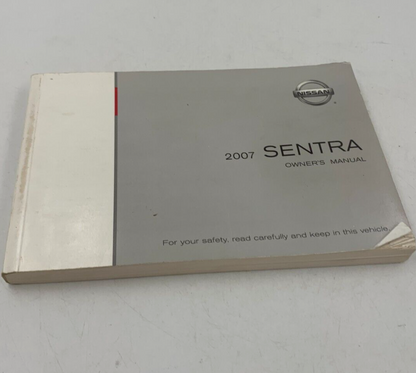 NISSAN
2007 SENTRA
OWNER'S MANUAL
For your safety, read carefully and keep in this vehicle.